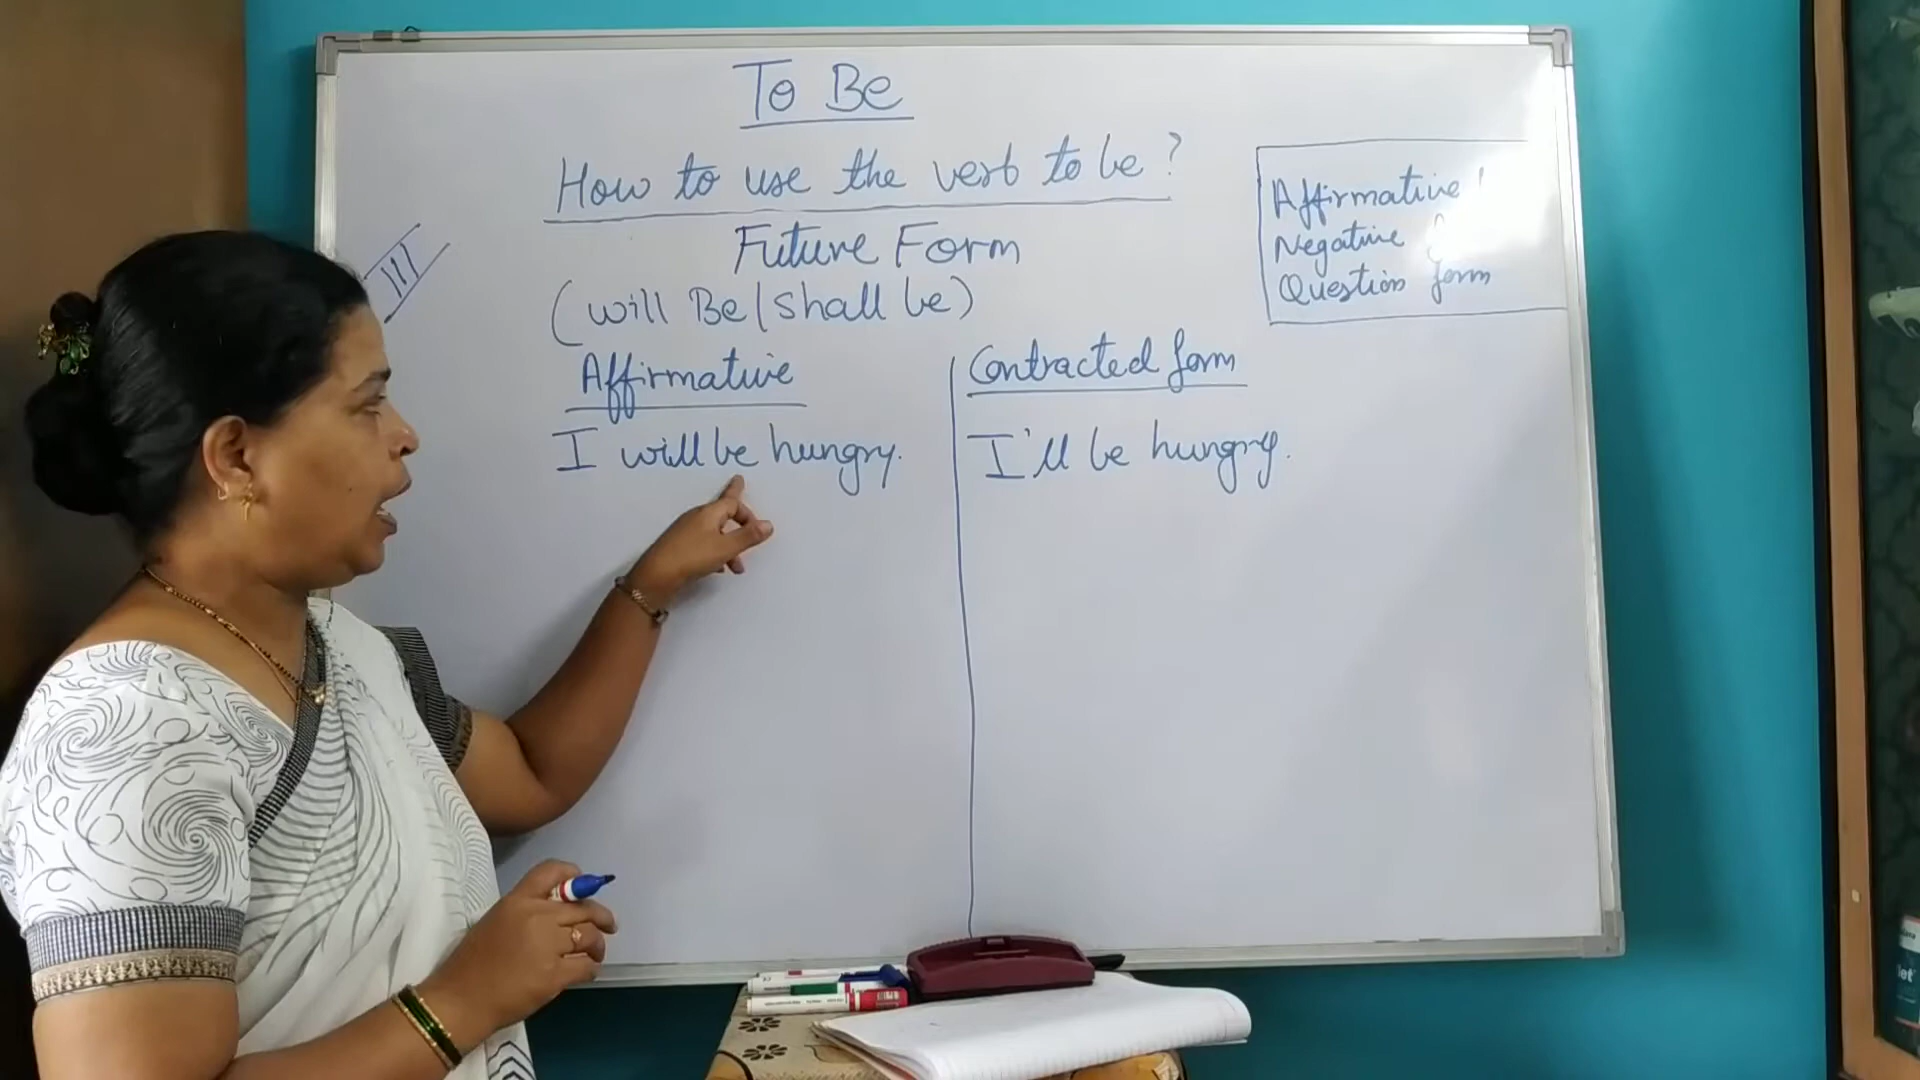 To Be
How to use the verb to be?
Future Form
(will Be/shall be)
Affirmative
I will be hungry.
Contracted form
I'll be hungry.
Affirmative
Negative
Question form